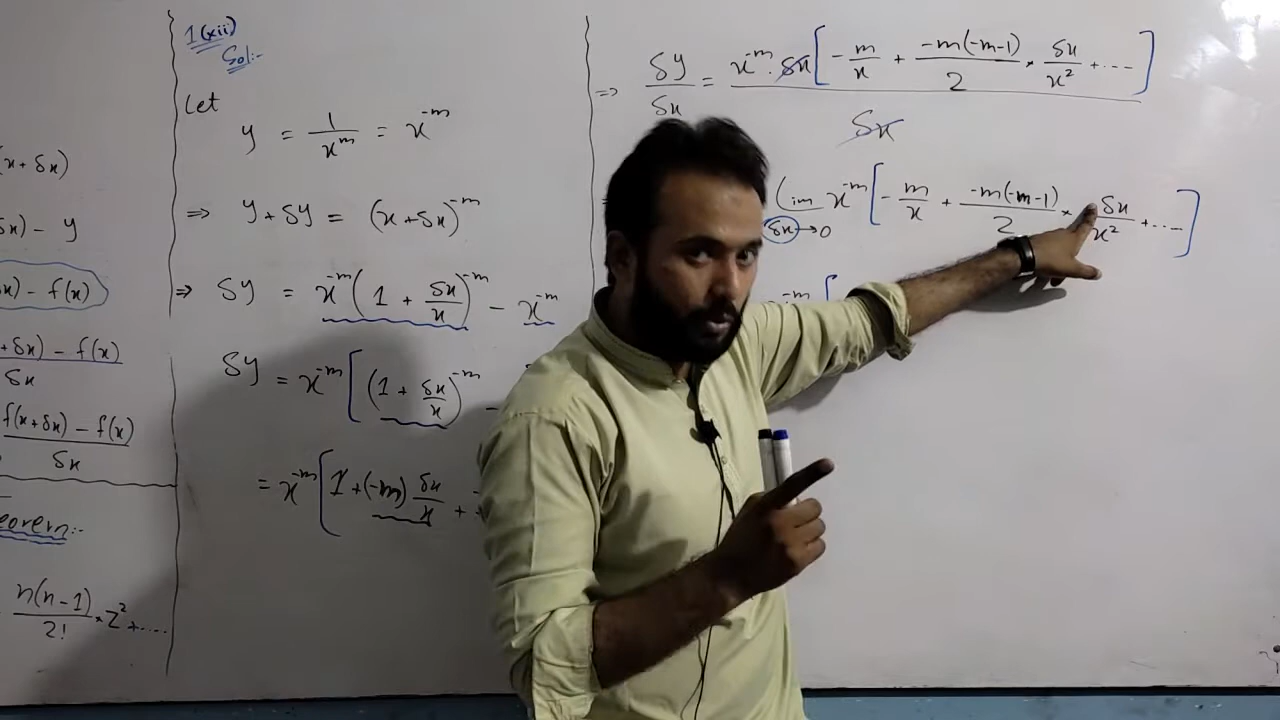 x + δx)
δx) - y
x) - f(x)
+ δx) - f(x)
δx
f(x + δx) - f(x)
δx
eorem:-
n(n-1)/2! × Z² + ....
1(xii)
Sol:-
Let
y = 1/x^m = x^-m
⇒ y + δy = (x + δx)^-m
⇒ δy = x^-m (1 + δx/x)^-m - x^-m
δy = x^-m [(1 + δx/x)^-m -
= x^-m [1 + (-m) δx/x +
⇒ δy/δx = x^-m . δx [-m/x + -m(-m-1)/2 × δx/x² + ....] / δx
lim δx→0 x^-m [-m/x + -m(-m-1)/2 × δx/x² + ....]
x^-m [